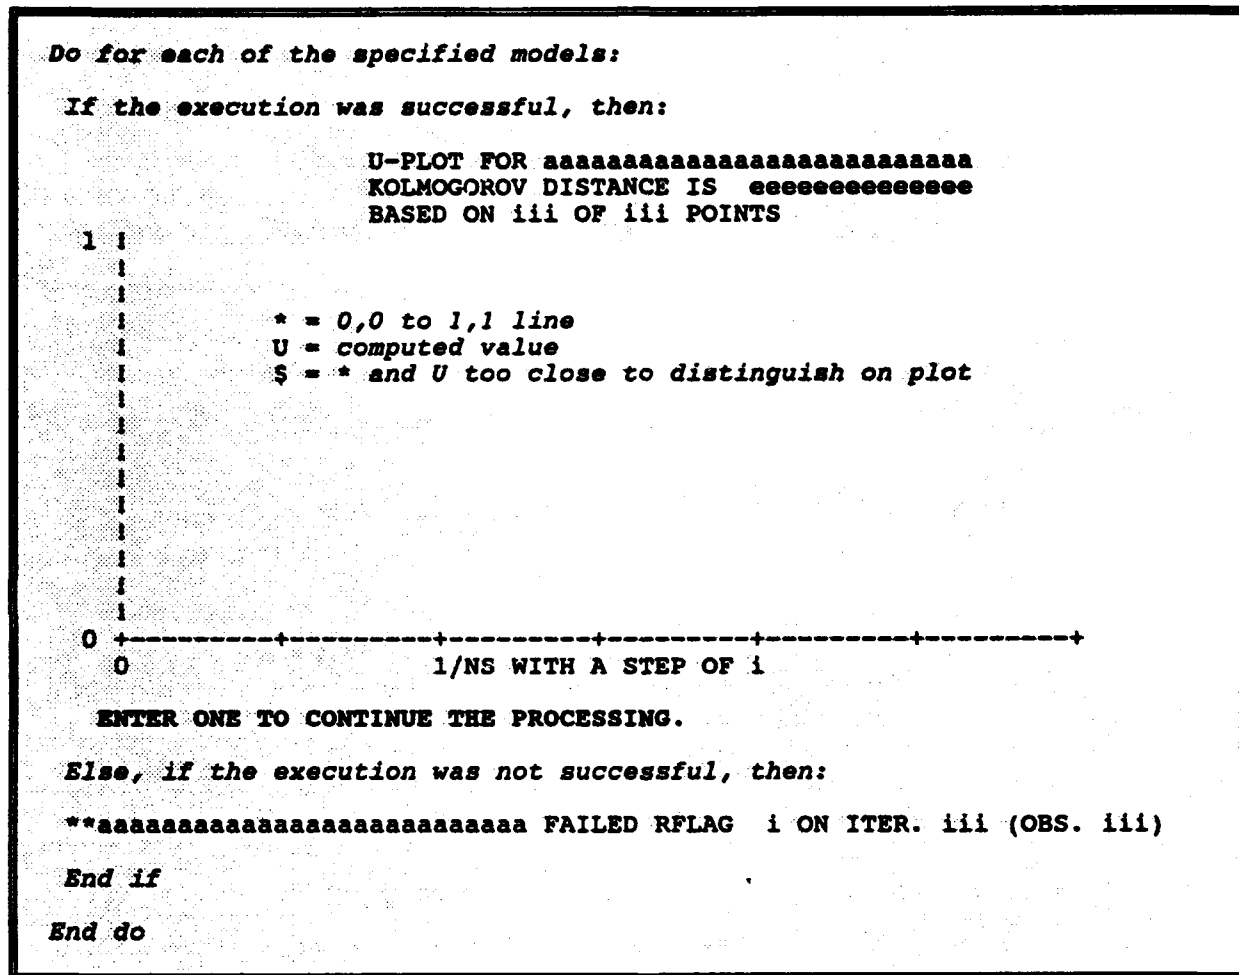 Do for each of the specified models:
If the execution was successful, then:
U-PLOT FOR aaaaaaaaaaaaaaaaaaaaaaaaaaa
KOLMOGOROV DISTANCE IS eeeeeeeeeeeeee
BASED ON iii OF iii POINTS
1 |
|
|
| * = 0,0 to 1,1 line
| U = computed value
| $ = * and U too close to distinguish on plot
|
|
|
|
|
|
|
|
|
0 +---------+---------+---------+---------+---------+---------+
0 1/NS WITH A STEP OF i
ENTER ONE TO CONTINUE THE PROCESSING.
Else, if the execution was not successful, then:
**aaaaaaaaaaaaaaaaaaaaaaaaaaa FAILED RFLAG i ON ITER. iii (OBS. iii)
End if
End do